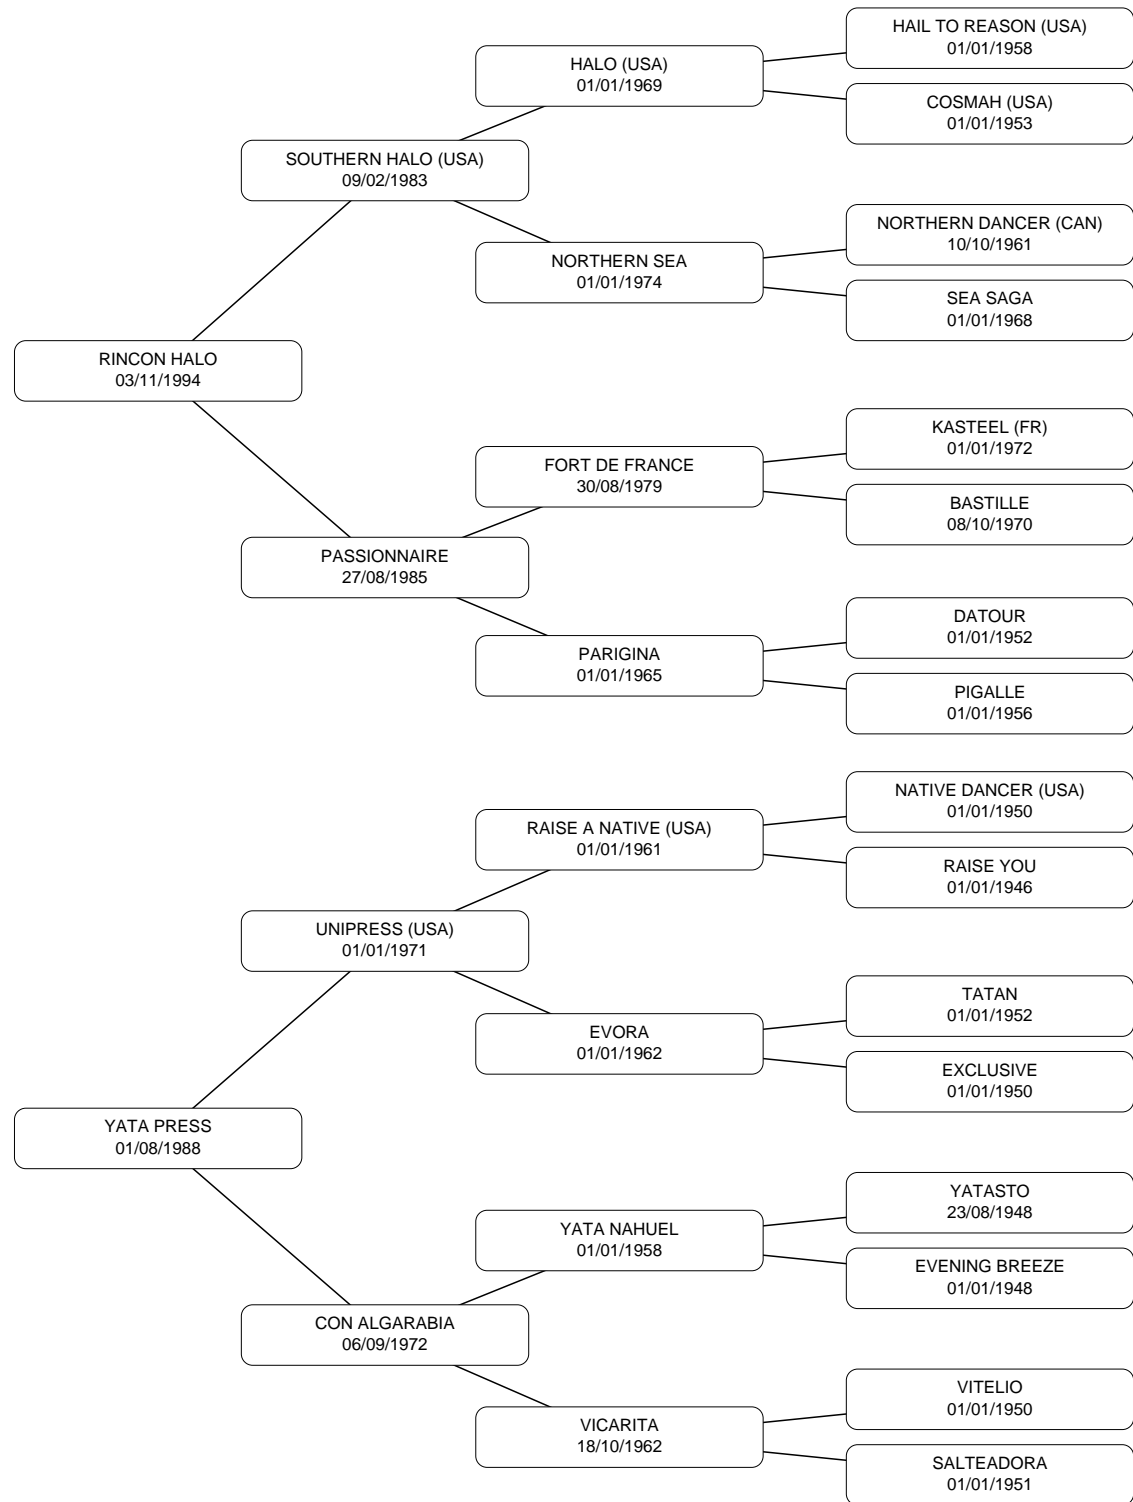 HAIL TO REASON (USA)
01/01/1958
HALO (USA)
01/01/1969
COSMAH (USA)
01/01/1953
SOUTHERN HALO (USA)
09/02/1983
NORTHERN DANCER (CAN)
10/10/1961
NORTHERN SEA
01/01/1974
SEA SAGA
01/01/1968
RINCON HALO
03/11/1994
KASTEEL (FR)
01/01/1972
FORT DE FRANCE
30/08/1979
BASTILLE
08/10/1970
PASSIONNAIRE
27/08/1985
DATOUR
01/01/1952
PARIGINA
01/01/1965
PIGALLE
01/01/1956
NATIVE DANCER (USA)
01/01/1950
RAISE A NATIVE (USA)
01/01/1961
RAISE YOU
01/01/1946
UNIPRESS (USA)
01/01/1971
TATAN
01/01/1952
EVORA
01/01/1962
EXCLUSIVE
01/01/1950
YATA PRESS
01/08/1988
YATASTO
23/08/1948
YATA NAHUEL
01/01/1958
EVENING BREEZE
01/01/1948
CON ALGARABIA
06/09/1972
VITELIO
01/01/1950
VICARITA
18/10/1962
SALTEADORA
01/01/1951